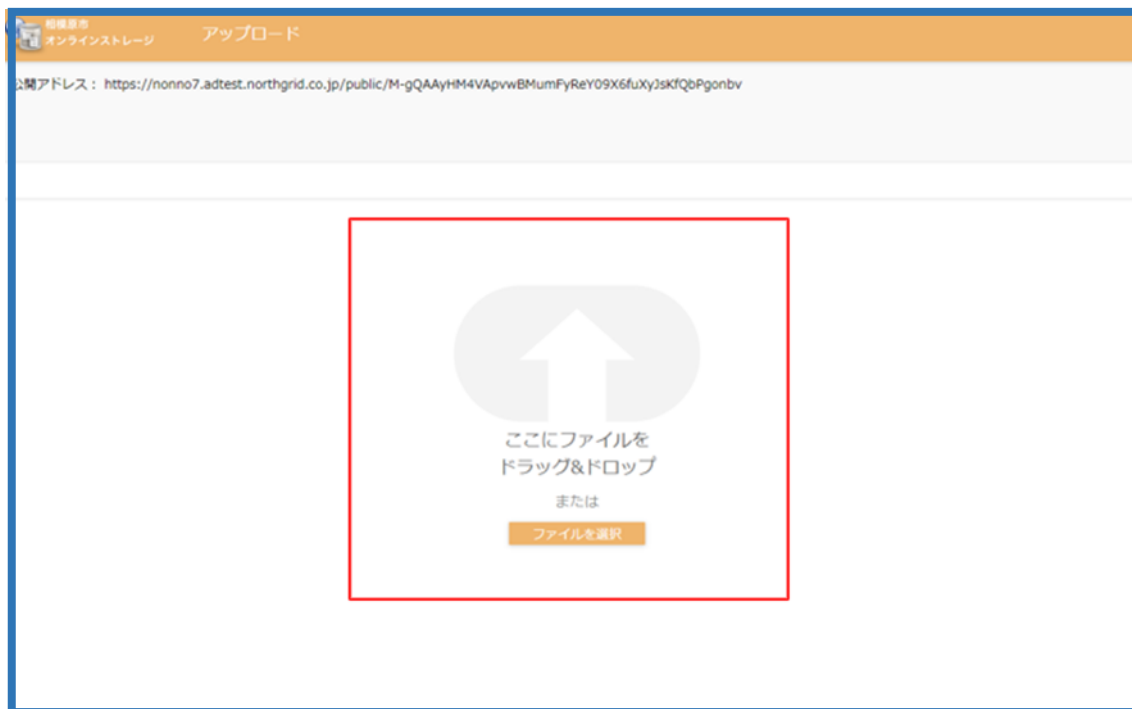 相模原市
オンラインストレージ
アップロード
公開アドレス： https://nonno7.adtest.northgrid.co.jp/public/M-gQAAyHM4VApvwBMumFyReY09X6fuXyJsKfQbPgonbv
ここにファイルを
ドラッグ&ドロップ
または
ファイルを選択